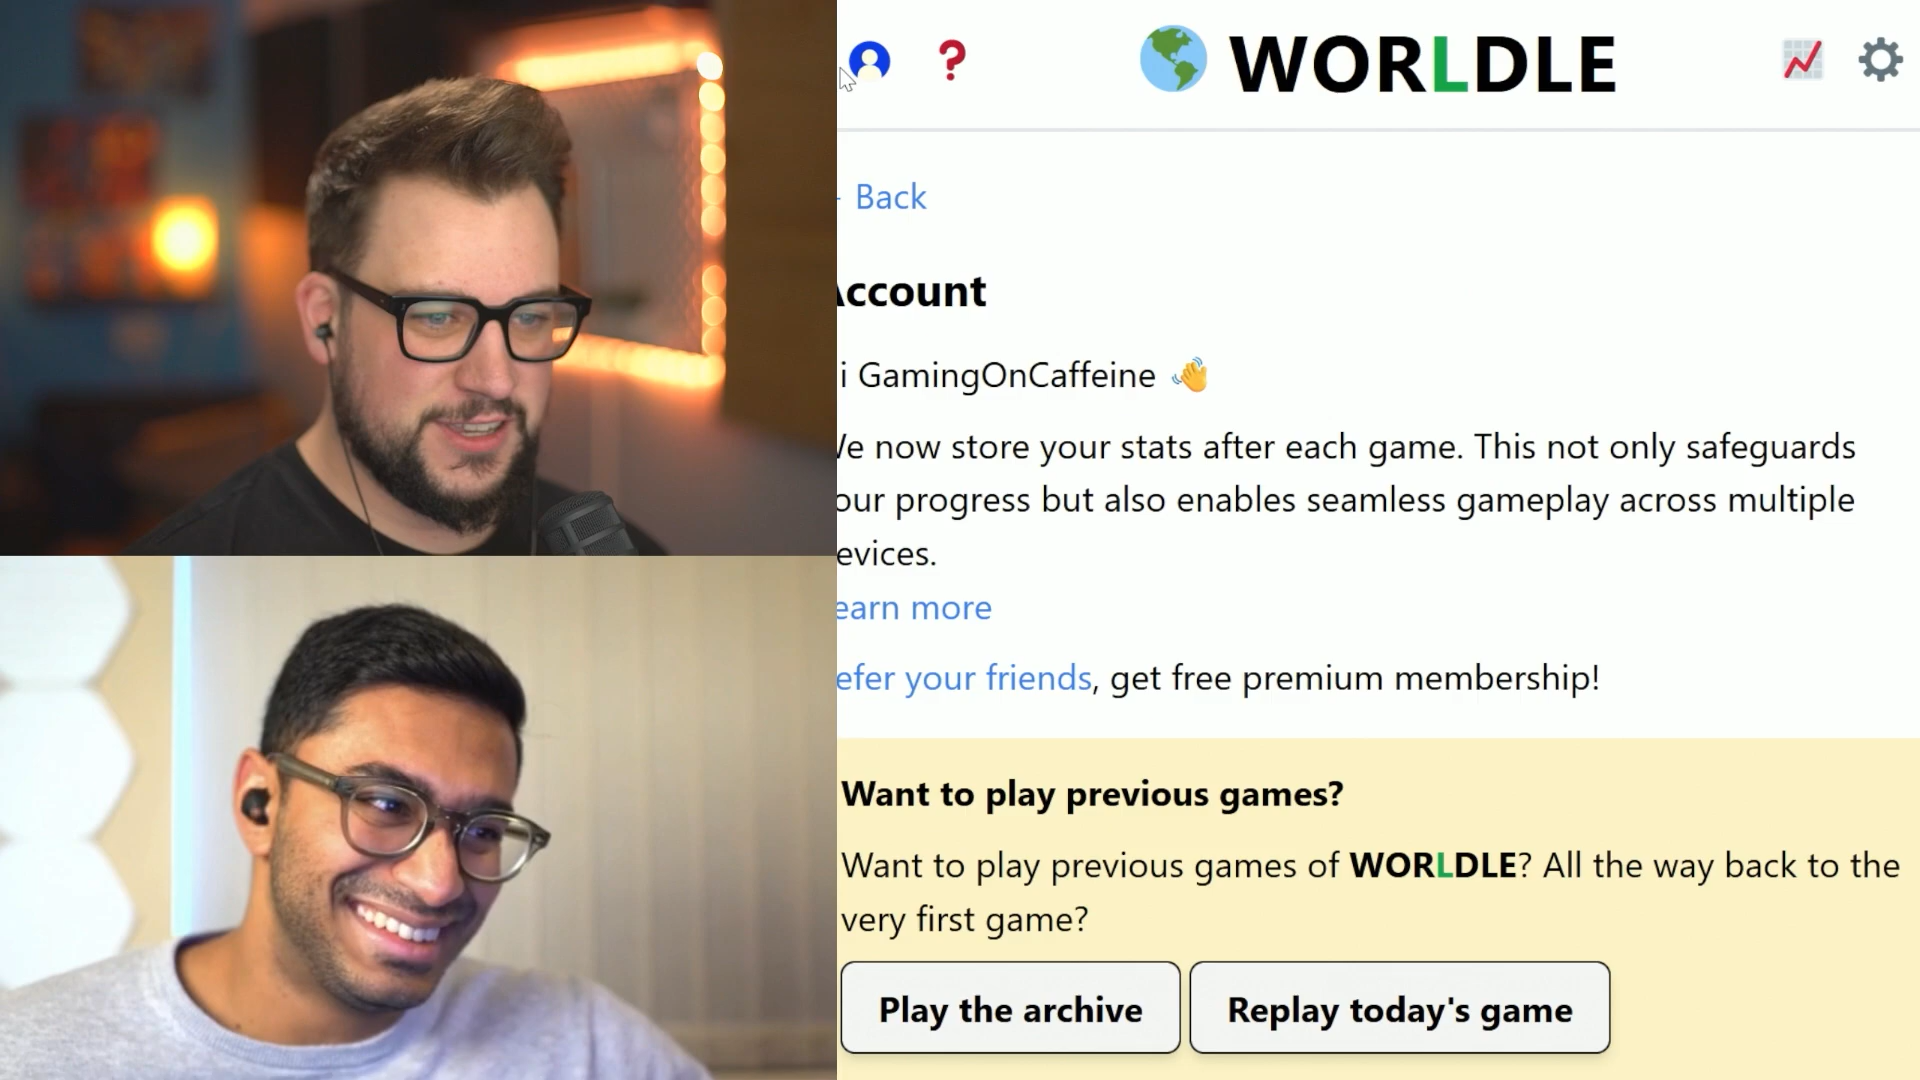 ? WORLDLE
Back
Account
i GamingOnCaffeine
We now store your stats after each game. This not only safeguards
our progress but also enables seamless gameplay across multiple
evices.
earn more
efer your friends, get free premium membership!
Want to play previous games?
Want to play previous games of WORLDLE? All the way back to the
very first game?
Play the archive
Replay today's game